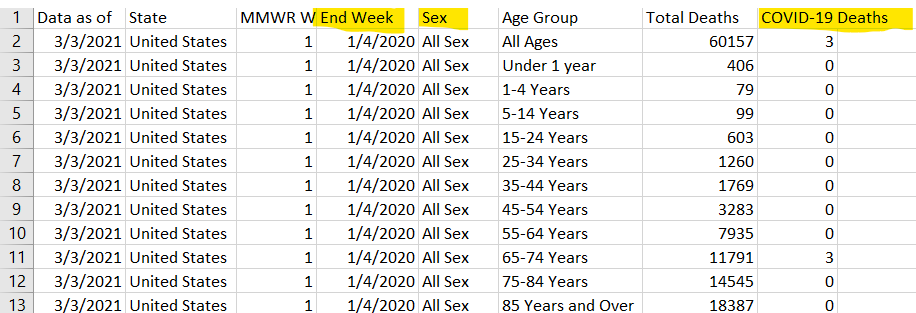 1 Data as of State MMWR W End Week Sex Age Group Total Deaths COVID-19 Deaths
2 3/3/2021 United States 1 1/4/2020 All Sex All Ages 60157 3
3 3/3/2021 United States 1 1/4/2020 All Sex Under 1 year 406 0
4 3/3/2021 United States 1 1/4/2020 All Sex 1-4 Years 79 0
5 3/3/2021 United States 1 1/4/2020 All Sex 5-14 Years 99 0
6 3/3/2021 United States 1 1/4/2020 All Sex 15-24 Years 603 0
7 3/3/2021 United States 1 1/4/2020 All Sex 25-34 Years 1260 0
8 3/3/2021 United States 1 1/4/2020 All Sex 35-44 Years 1769 0
9 3/3/2021 United States 1 1/4/2020 All Sex 45-54 Years 3283 0
10 3/3/2021 United States 1 1/4/2020 All Sex 55-64 Years 7935 0
11 3/3/2021 United States 1 1/4/2020 All Sex 65-74 Years 11791 3
12 3/3/2021 United States 1 1/4/2020 All Sex 75-84 Years 14545 0
13 3/3/2021 United States 1 1/4/2020 All Sex 85 Years and Over 18387 0